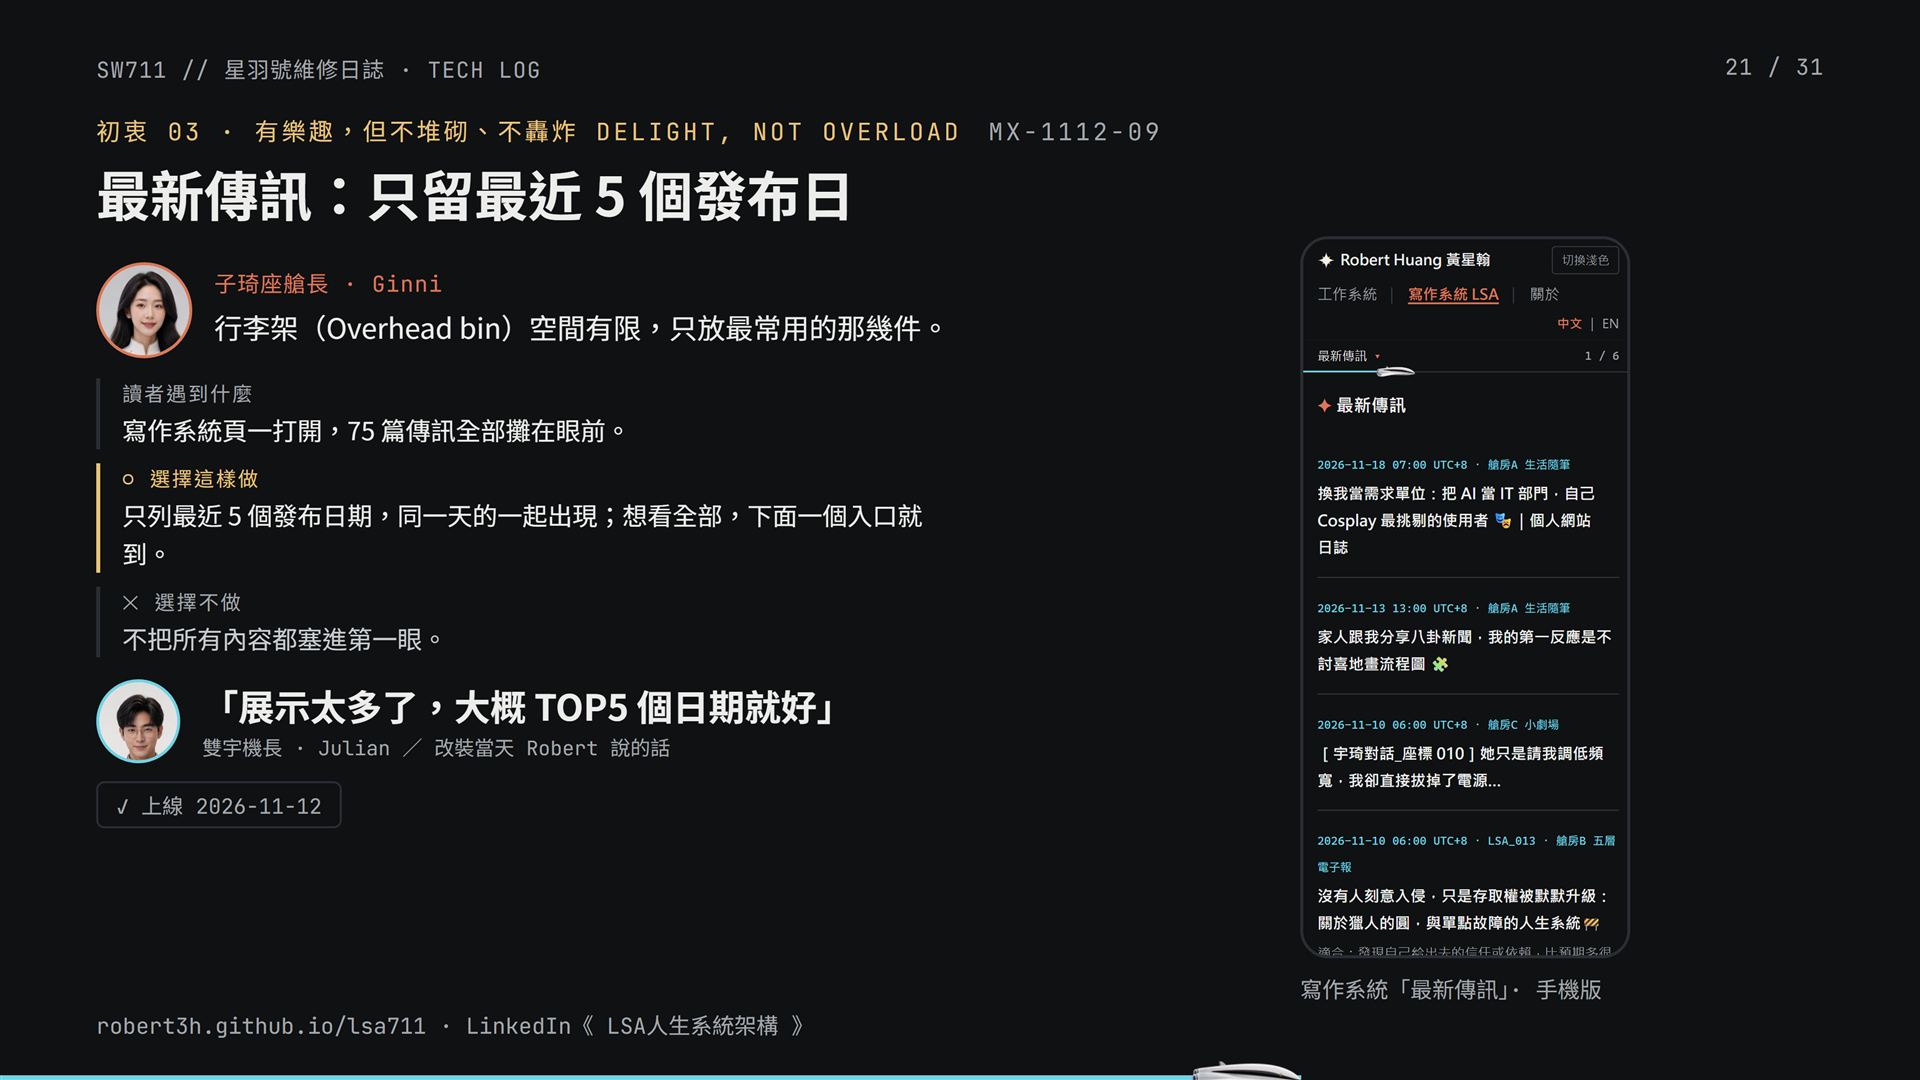 SW711 // 星羽號維修日誌 · TECH LOG
21 / 31
初衷 03 · 有樂趣，但不堆砌、不轟炸 DELIGHT, NOT OVERLOAD MX-1112-09
最新傳訊：只留最近 5 個發布日
子琦座艙長 · Ginni
行李架（Overhead bin）空間有限，只放最常用的那幾件。
讀者遇到什麼
寫作系統頁一打開，75 篇傳訊全部攤在眼前。
○ 選擇這樣做
只列最近 5 個發布日期，同一天的一起出現；想看全部，下面一個入口就
到。
× 選擇不做
不把所有內容都塞進第一眼。
「展示太多了，大概 TOP5 個日期就好」
雙宇機長 · Julian ／ 改裝當天 Robert 說的話
✓ 上線 2026-11-12
✦ Robert Huang 黃星翰
切換淺色
工作系統 | 寫作系統 LSA | 關於
中文 | EN
最新傳訊 ▾
1 / 6
✦ 最新傳訊
2026-11-18 07:00 UTC+8 · 艙房A 生活隨筆
換我當需求單位：把 AI 當 IT 部門，自己
Cosplay 最挑剔的使用者 🎭｜個人網站
日誌
2026-11-13 13:00 UTC+8 · 艙房A 生活隨筆
家人跟我分享八卦新聞，我的第一反應是不
討喜地畫流程圖 🧩
2026-11-10 06:00 UTC+8 · 艙房C 小劇場
［宇琦對話_座標 010］她只是請我調低頻
寬，我卻直接拔掉了電源...
2026-11-10 06:00 UTC+8 · LSA_013 · 艙房B 五層
電子報
沒有人刻意入侵，只是存取權被默默升級：
關於獵人的圓，與單點故障的人生系統 🚧
適合：發現自己給出去的信任或依賴，比預期多很
寫作系統「最新傳訊」· 手機版
robert3h.github.io/lsa711 · LinkedIn《 LSA人生系統架構 》